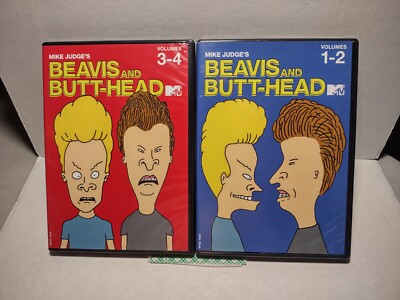 MIKE JUDGE'S
VOLUMES
3-4
BEAVIS AND
BUTT-HEAD
MTV
MIKE JUDGE'S
VOLUMES
1-2
BEAVIS AND
BUTT-HEAD
MTV